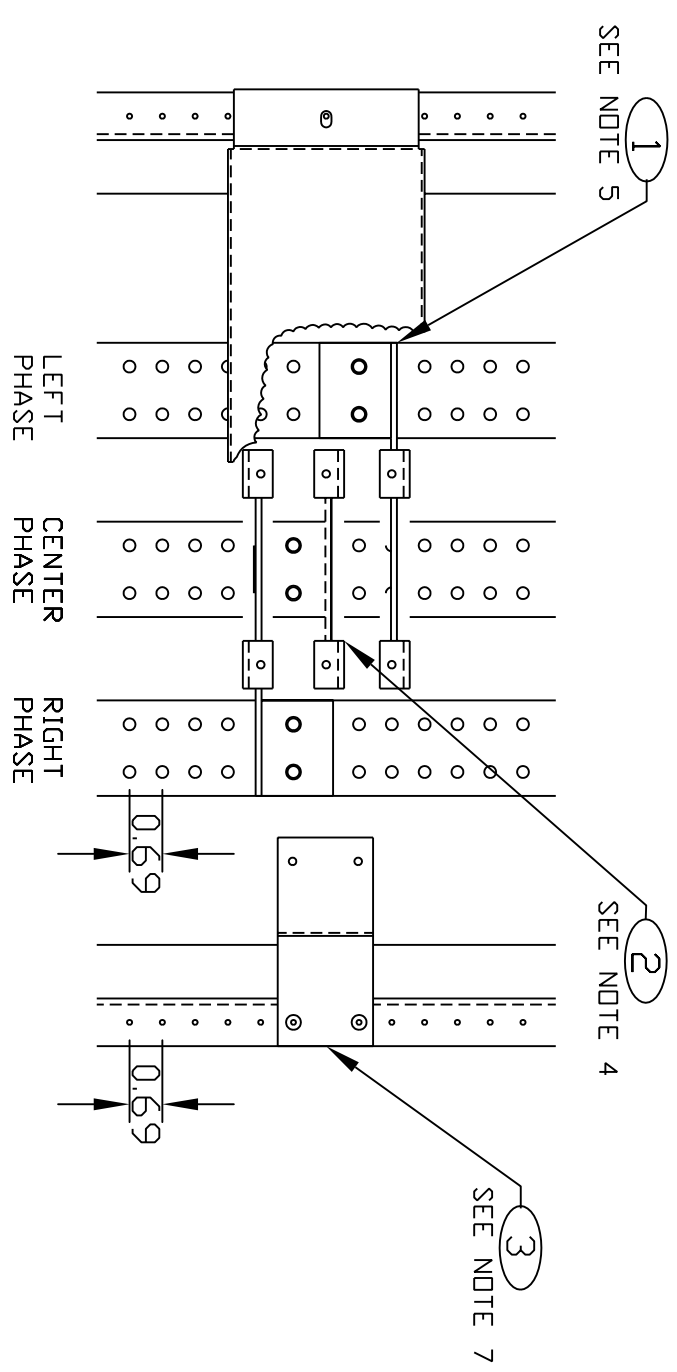 1
SEE NOTE 5
2
SEE NOTE 4
3
SEE NOTE 7
LEFT
PHASE
CENTER
PHASE
RIGHT
PHASE
0.69
0.69